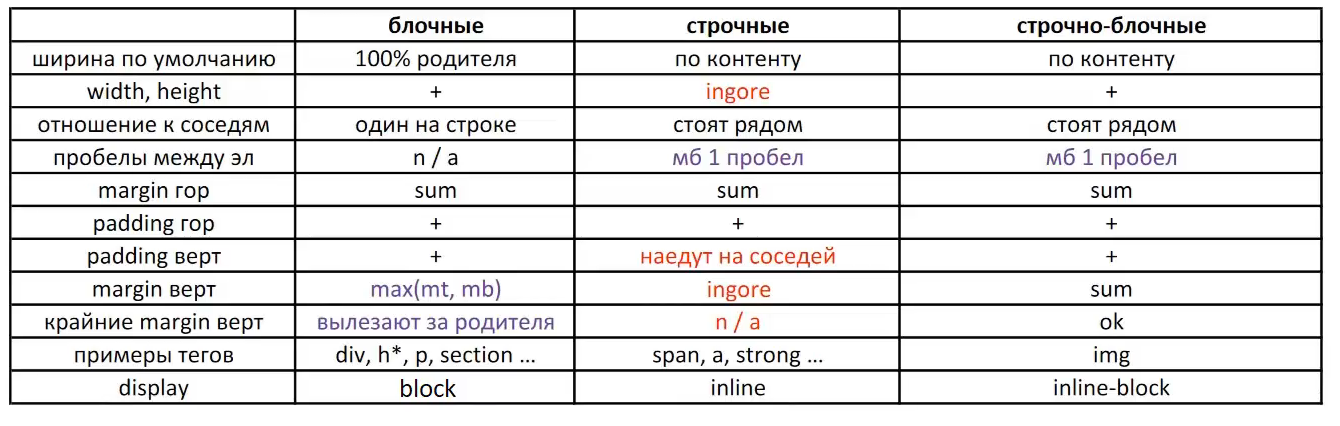 блочные строчные строчно-блочные
ширина по умолчанию 100% родителя по контенту по контенту
width, height + ingore +
отношение к соседям один на строке стоят рядом стоят рядом
пробелы между эл n / a мб 1 пробел мб 1 пробел
margin гор sum sum sum
padding гор + + +
padding верт + наедут на соседей +
margin верт max(mt, mb) ingore sum
крайние margin верт вылезают за родителя n / a ok
примеры тегов div, h*, p, section ... span, a, strong ... img
display block inline inline-block